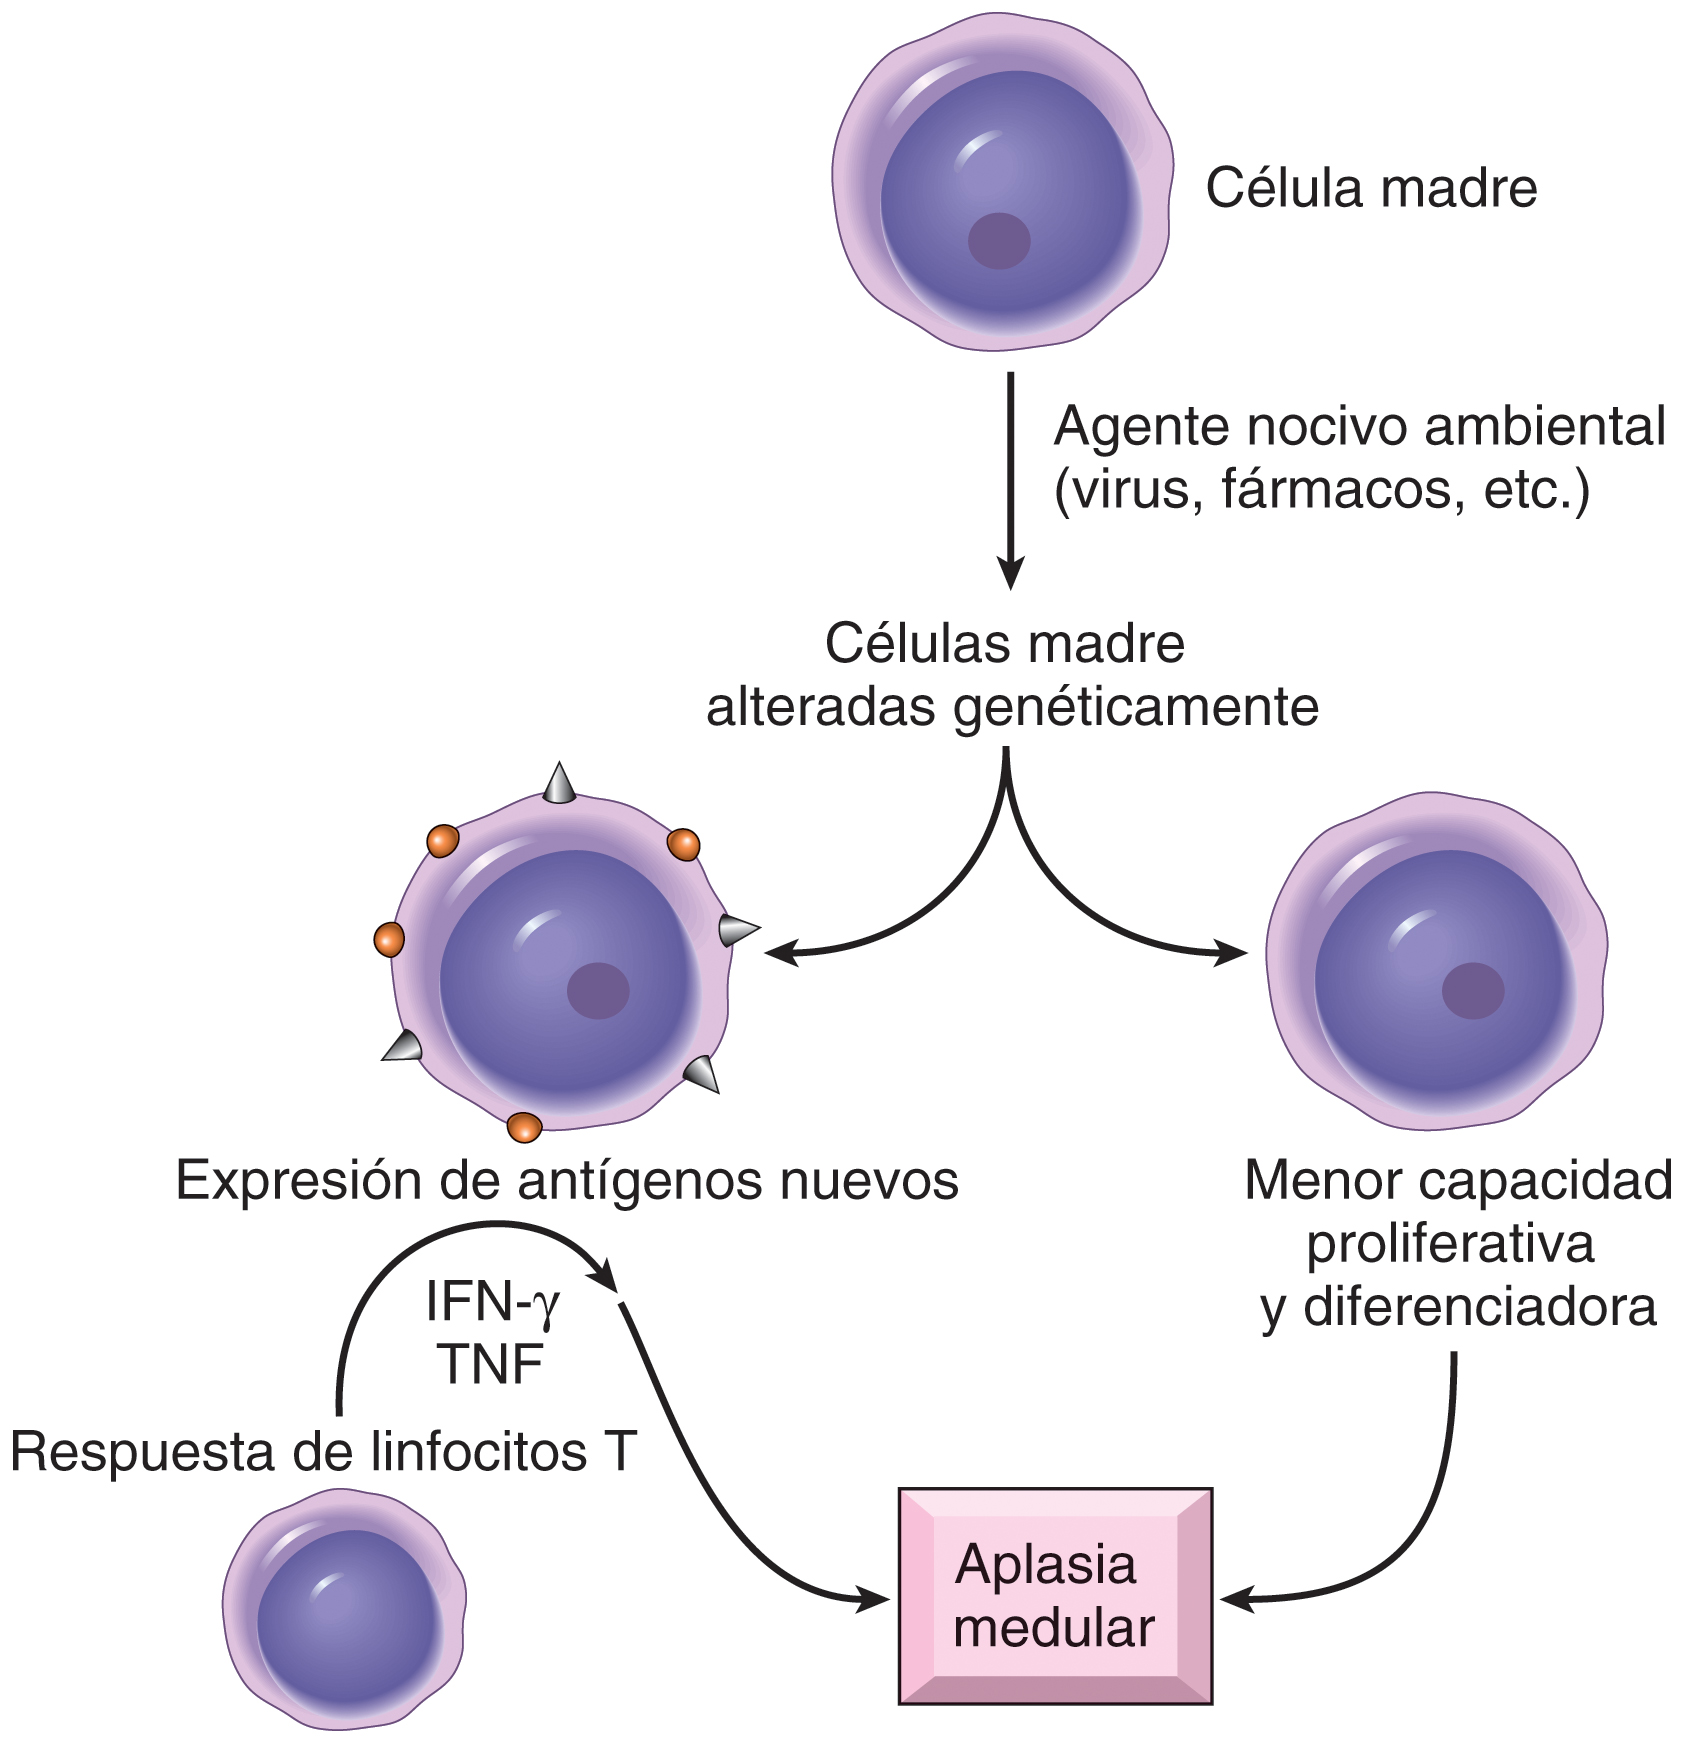 Célula madre
Agente nocivo ambiental
(virus, fármacos, etc.)
Células madre
alteradas genéticamente
Expresión de antígenos nuevos
Menor capacidad
proliferativa
y diferenciadora
IFN-γ
TNF
Respuesta de linfocitos T
Aplasia
medular